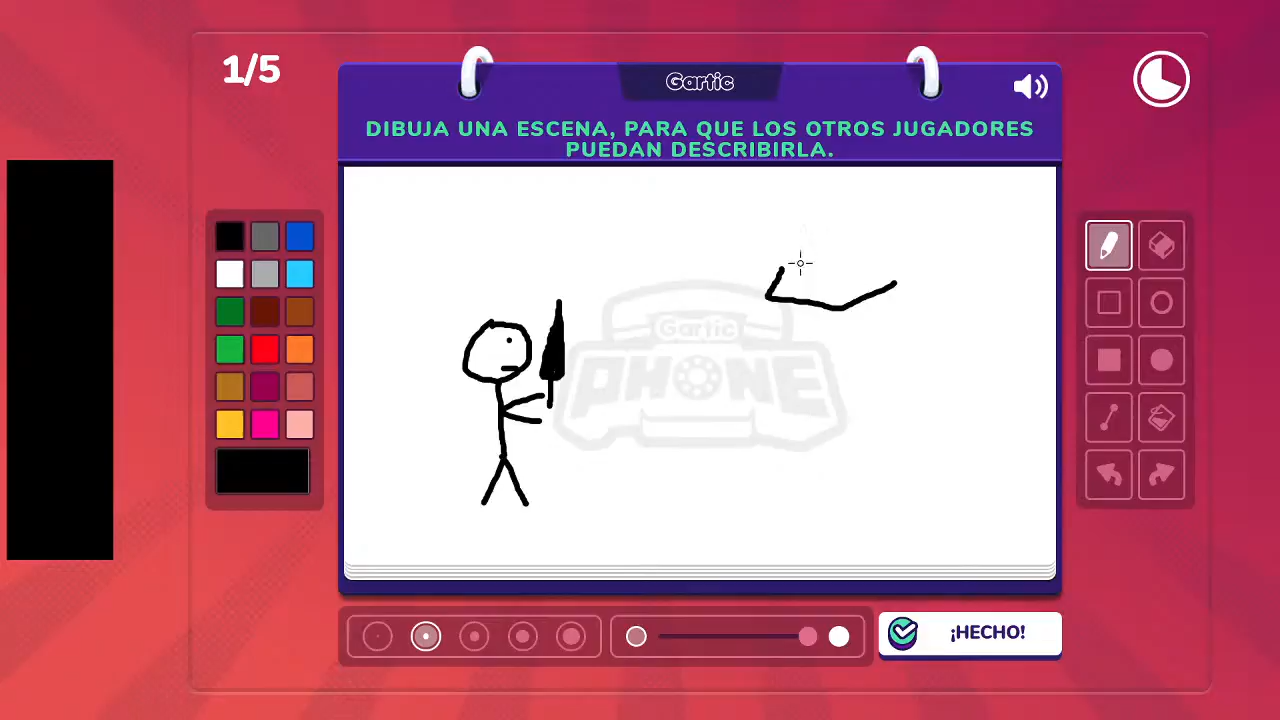 1/5
Gartic
DIBUJA UNA ESCENA, PARA QUE LOS OTROS JUGADORES
PUEDAN DESCRIBIRLA.
Gartic
PHONE
¡HECHO!